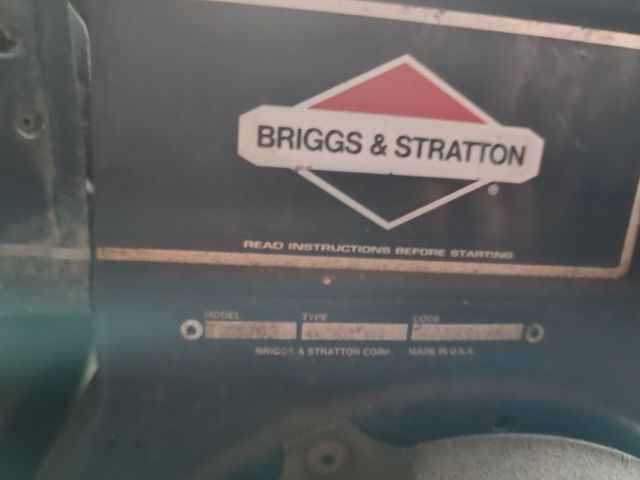 BRIGGS & STRATTON
®
READ INSTRUCTIONS BEFORE STARTING
MODEL TYPE CODE
BRIGGS & STRATTON CORP. MADE IN U.S.A.